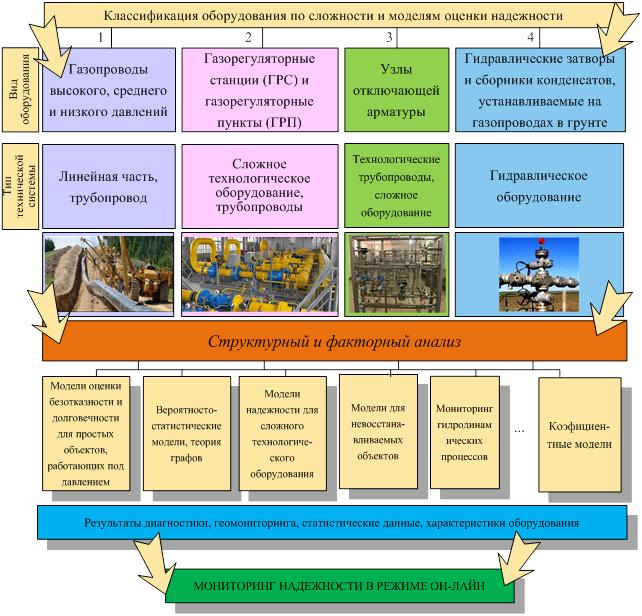 Классификация оборудования по сложности и моделям оценки надежности
1
2
3
4
Вид
оборудования
Газопроводы
высокого, среднего
и низкого давлений
Газорегуляторные
станции (ГРС) и
газорегуляторные
пункты (ГРП)
Узлы
отключающей
арматуры
Гидравлические затворы
и сборники конденсатов,
устанавливаемые на
газопроводах в грунте
Тип
технической
системы
Линейная часть,
трубопровод
Сложное
технологическое
оборудование,
трубопроводы
Технологические
трубопроводы,
сложное
оборудование
Гидравлическое
оборудование
Структурный и факторный анализ
Модели оценки
безотказности и
долговечности
для простых
объектов,
работающих под
давлением
Вероятносто-
статистические
модели, теория
графов
Модели
надежности для
сложного
технологиче-
ского
оборудования
Модели для
невосстана-
вливаемых
объектов
Мониторинг
гидродинам
ических
процессов
...
Коэфициен-
тные модели
Результаты диагностики, геомониторинга, статистические данные, характеристики оборудования
МОНИТОРИНГ НАДЕЖНОСТИ В РЕЖИМЕ ОН-ЛАЙН